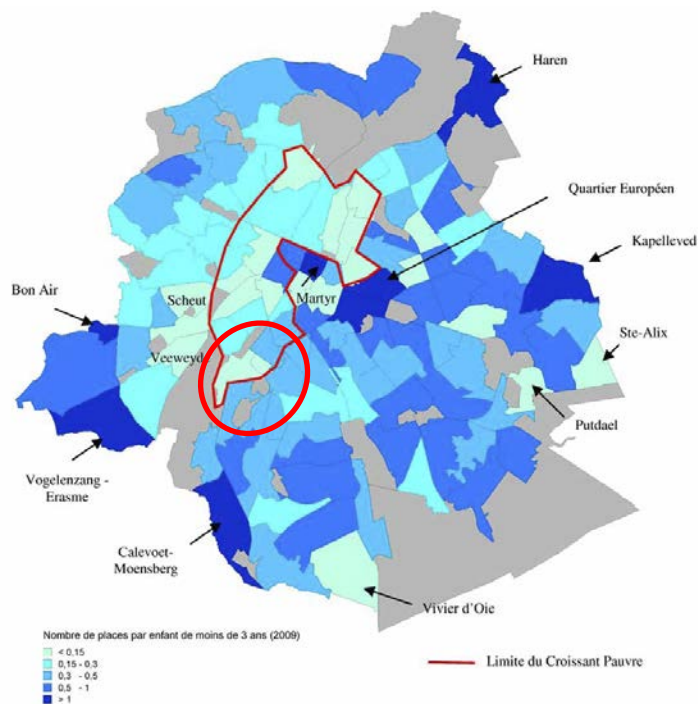 Haren
Quartier Européen
Kapelleved
Bon Air
Scheut
Martyr
Ste-Alix
Veeweyd
Putdael
Vogelenzang -
Erasme
Calevoet-
Moensberg
Vivier d'Oie
Nombre de places par enfant de moins de 3 ans (2009)
< 0,15
0,15 - 0,3
0,3 - 0,5
0,5 - 1
> 1
Limite du Croissant Pauvre